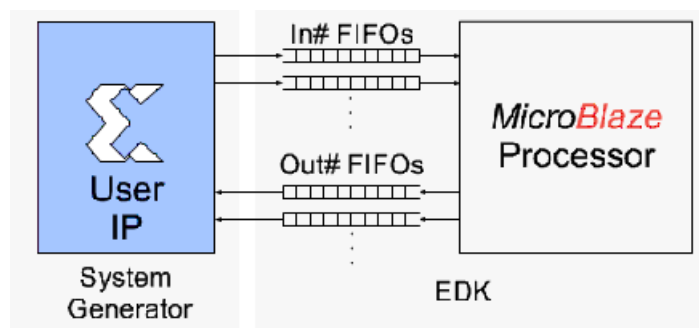 In# FIFOs
MicroBlaze
Processor
Out# FIFOs
User
IP
System
Generator
EDK